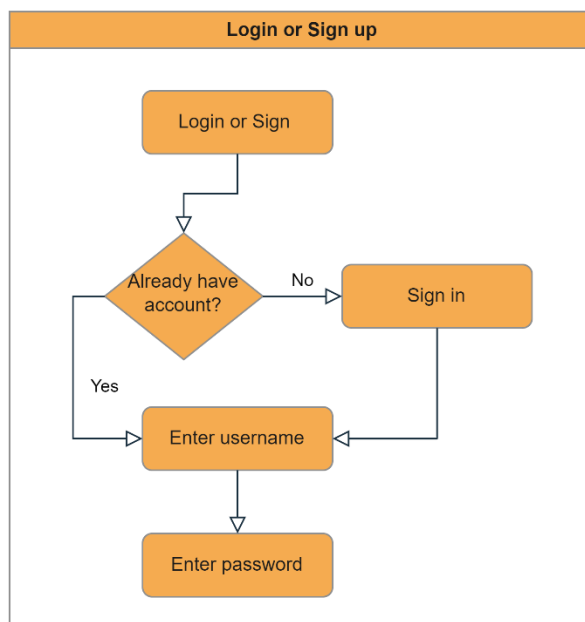 Login or Sign up
Login or Sign
Already have
account?
No
Sign in
Yes
Enter username
Enter password